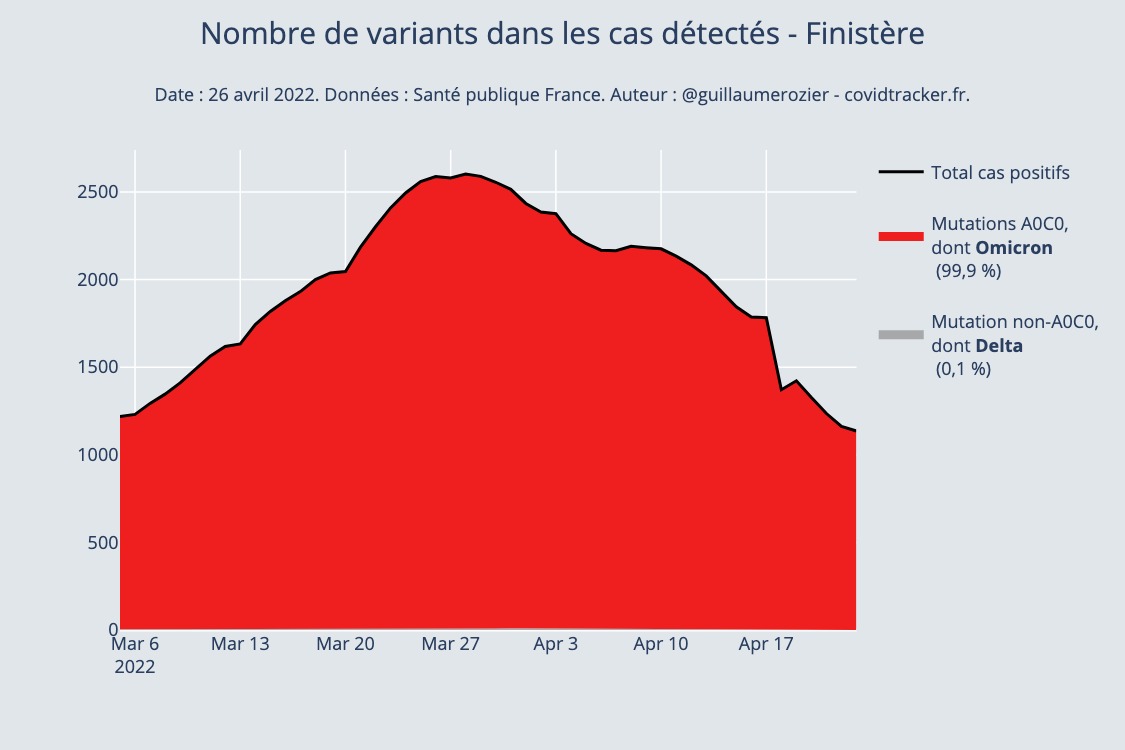 Nombre de variants dans les cas détectés - Finistère
Date : 26 avril 2022. Données : Santé publique France. Auteur : @guillaumerozier - covidtracker.fr.
2500
2000
1500
1000
500
0
Mar 6
2022
Mar 13
Mar 20
Mar 27
Apr 3
Apr 10
Apr 17
Total cas positifs
Mutations A0C0,
dont Omicron
(99,9 %)
Mutation non-A0C0,
dont Delta
(0,1 %)